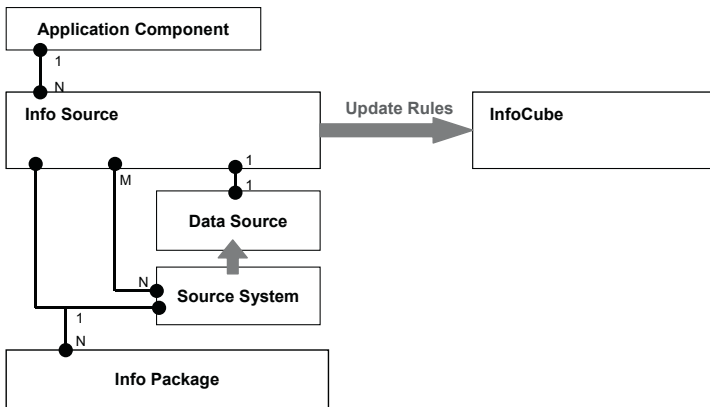 Application Component
1
N
Info Source
Update Rules
InfoCube
1
M
1
Data Source
N
Source System
1
N
Info Package